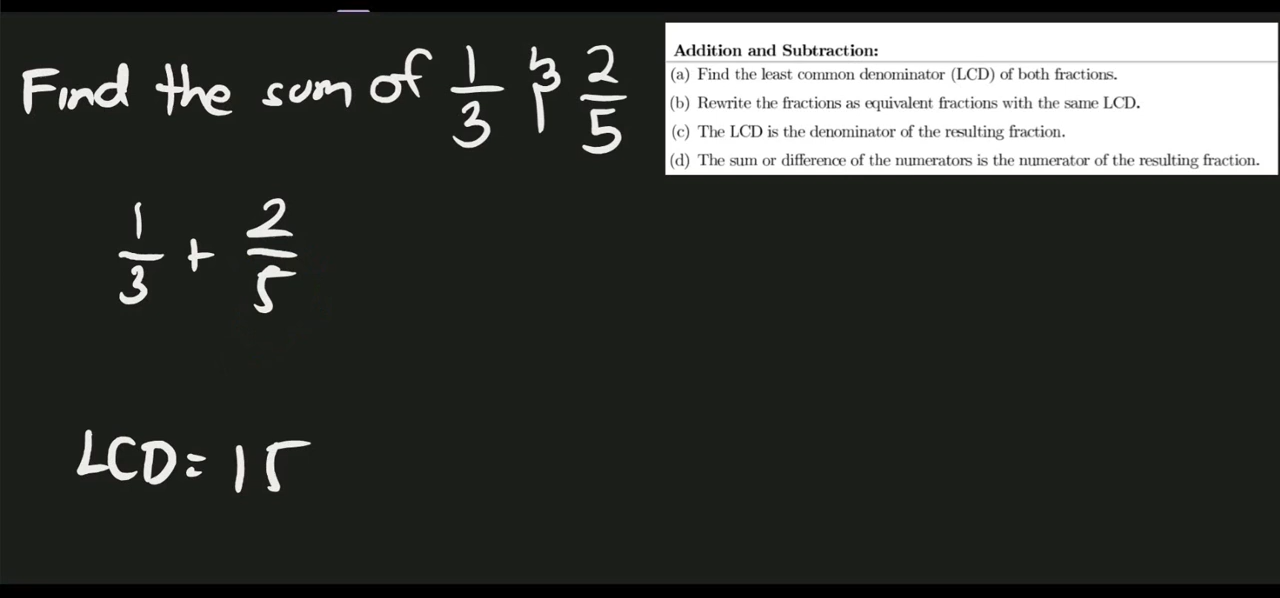 Find the sum of 1/3 & 2/5
Addition and Subtraction:
(a) Find the least common denominator (LCD) of both fractions.
(b) Rewrite the fractions as equivalent fractions with the same LCD.
(c) The LCD is the denominator of the resulting fraction.
(d) The sum or difference of the numerators is the numerator of the resulting fraction.
1/3 + 2/5
LCD = 15